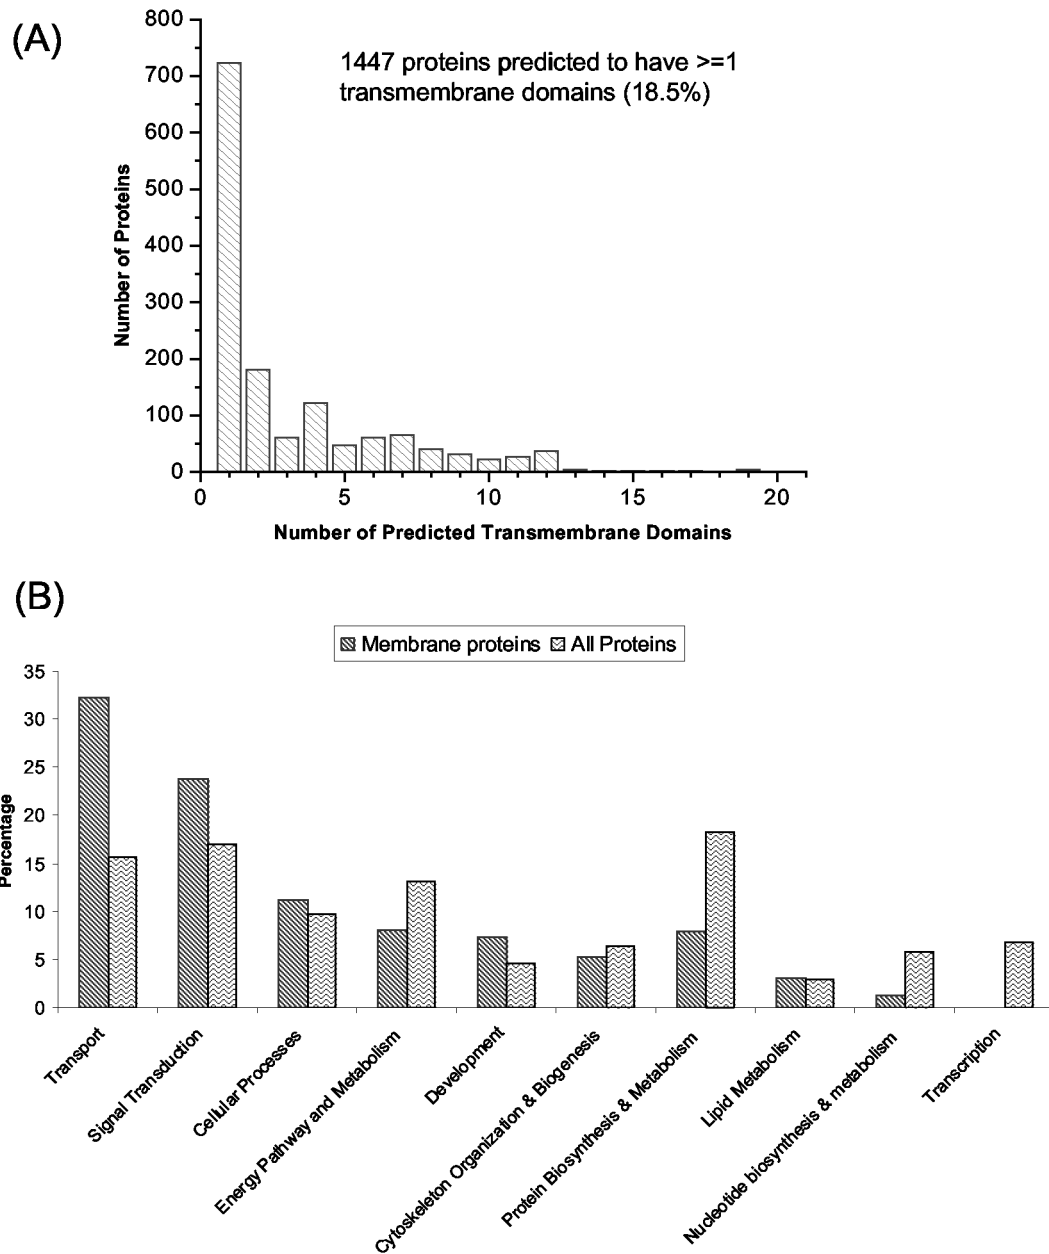 (A)
800
700
600
500
400
300
200
100
0
Number of Proteins
1447 proteins predicted to have >=1
transmembrane domains (18.5%)
0 5 10 15 20
Number of Predicted Transmembrane Domains
(B)
Membrane proteins All Proteins
35
30
25
20
15
10
5
0
Percentage
Transport
Signal Transduction
Cellular Processes
Energy Pathway and Metabolism
Development
Cytoskeleton Organization & Biogenesis
Protein Biosynthesis & Metabolism
Lipid Metabolism
Nucleotide biosynthesis & metabolism
Transcription